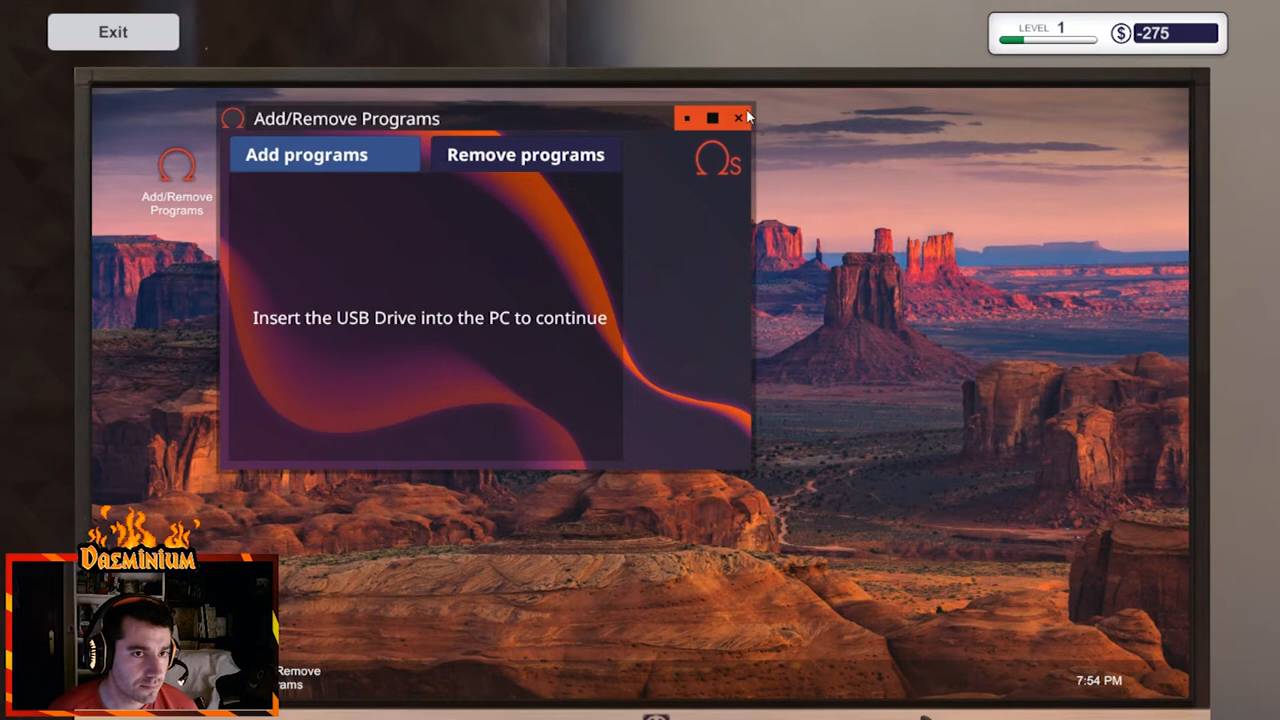 Exit
LEVEL 1
$ -275
Add/Remove Programs
Add programs
Remove programs
Ωs
Add/Remove
Programs
Insert the USB Drive into the PC to continue
DAEMINIUM
Remove
ams
7:54 PM